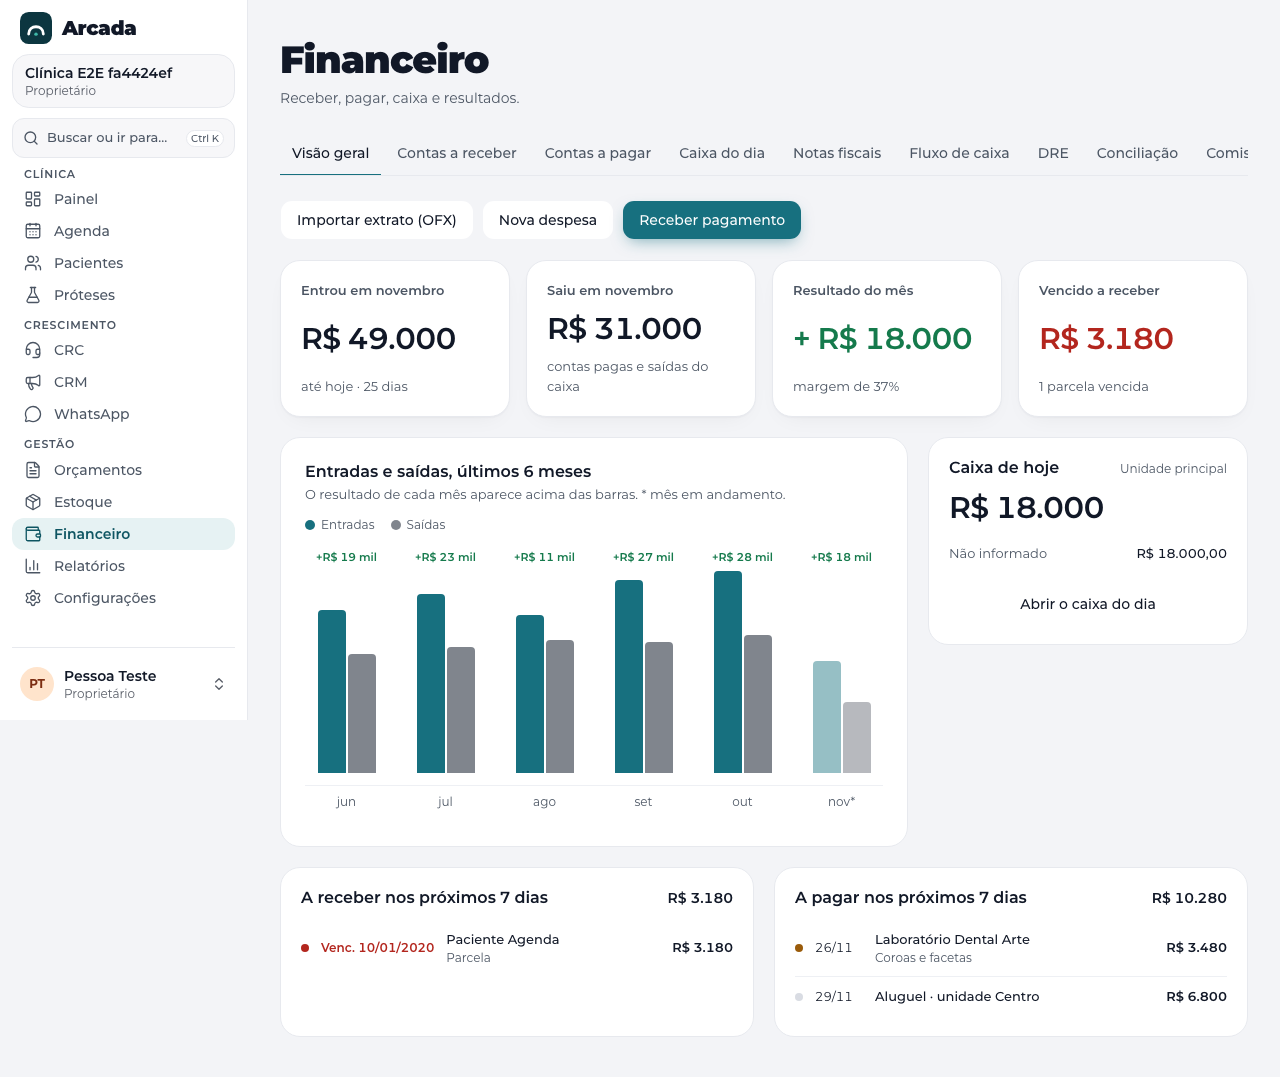 Arcada
Clínica E2E fa4424ef
Proprietário
Buscar ou ir para... Ctrl K
CLÍNICA
Painel
Agenda
Pacientes
Próteses
CRESCIMENTO
CRC
CRM
WhatsApp
GESTÃO
Orçamentos
Estoque
Financeiro
Relatórios
Configurações
PT
Pessoa Teste
Proprietário
Financeiro
Receber, pagar, caixa e resultados.
Visão geral Contas a receber Contas a pagar Caixa do dia Notas fiscais Fluxo de caixa DRE Conciliação Comis
Importar extrato (OFX) Nova despesa Receber pagamento
Entrou em novembro
R$ 49.000
até hoje · 25 dias
Saiu em novembro
R$ 31.000
contas pagas e saídas do
caixa
Resultado do mês
+ R$ 18.000
margem de 37%
Vencido a receber
R$ 3.180
1 parcela vencida
Entradas e saídas, últimos 6 meses
O resultado de cada mês aparece acima das barras. * mês em andamento.
Entradas Saídas
+R$ 19 mil +R$ 23 mil +R$ 11 mil +R$ 27 mil +R$ 28 mil +R$ 18 mil
jun jul ago set out nov*
Caixa de hoje Unidade principal
R$ 18.000
Não informado R$ 18.000,00
Abrir o caixa do dia
A receber nos próximos 7 dias R$ 3.180
Venc. 10/01/2020 Paciente Agenda R$ 3.180
Parcela
A pagar nos próximos 7 dias R$ 10.280
26/11 Laboratório Dental Arte R$ 3.480
Coroas e facetas
29/11 Aluguel · unidade Centro R$ 6.800